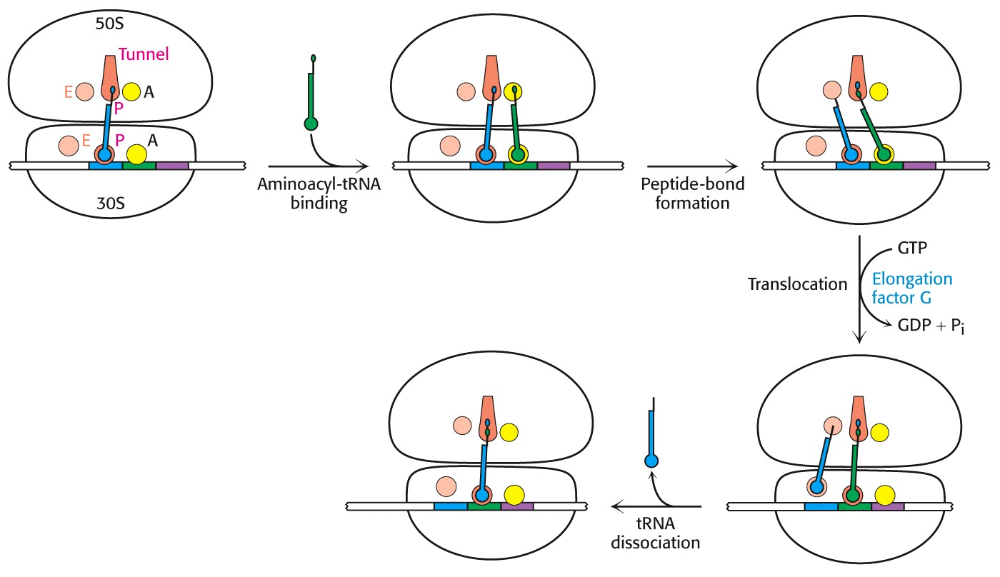 50S
Tunnel
E
A
P
E
P
A
30S
Aminoacyl-tRNA
binding
Peptide-bond
formation
Translocation
GTP
Elongation
factor G
GDP + Pi
tRNA
dissociation